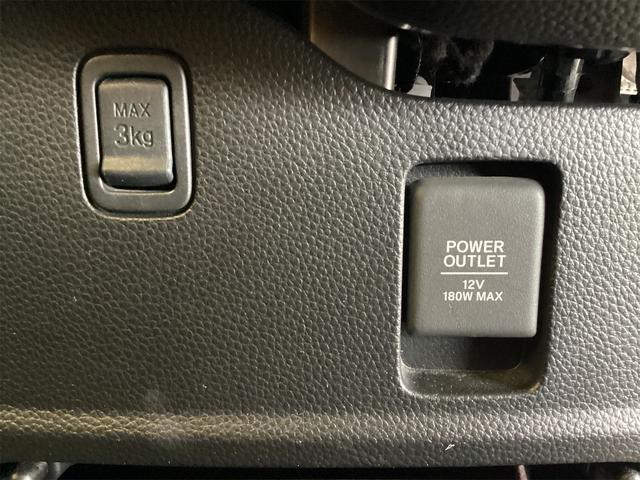 MAX
3kg
POWER
OUTLET
12V
180W MAX